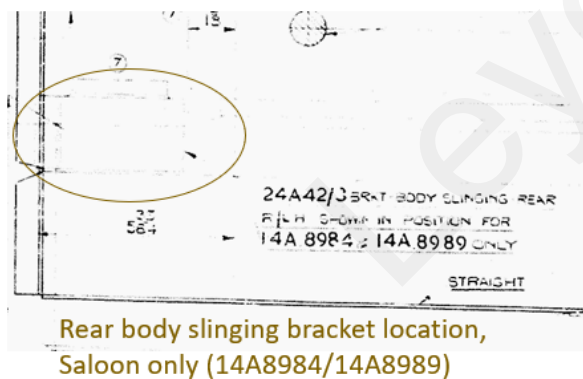 7
24A42/3 BRKT BODY SLINGING REAR
R/L H SHOWN IN POSITION FOR
14A.8984 & 14A.8989 ONLY
STRAIGHT
Rear body slinging bracket location,
Saloon only (14A8984/14A8989)